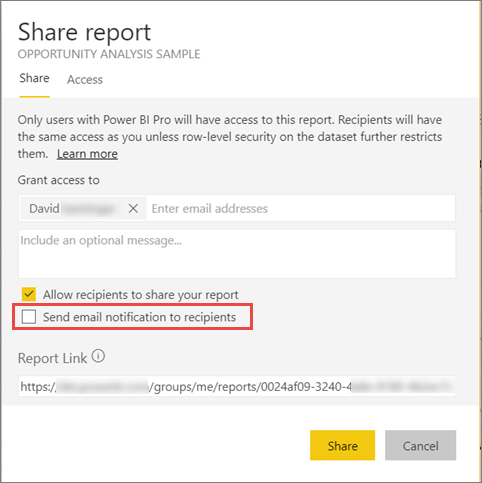 Share report
OPPORTUNITY ANALYSIS SAMPLE
Share Access
Only users with Power BI Pro will have access to this report. Recipients will have
the same access as you unless row-level security on the dataset further restricts
them. Learn more
Grant access to
David Enter email addresses
Include an optional message...
Allow recipients to share your report
Send email notification to recipients
Report Link
https:/ /groups/me/reports/0024af09-3240-4
Share Cancel